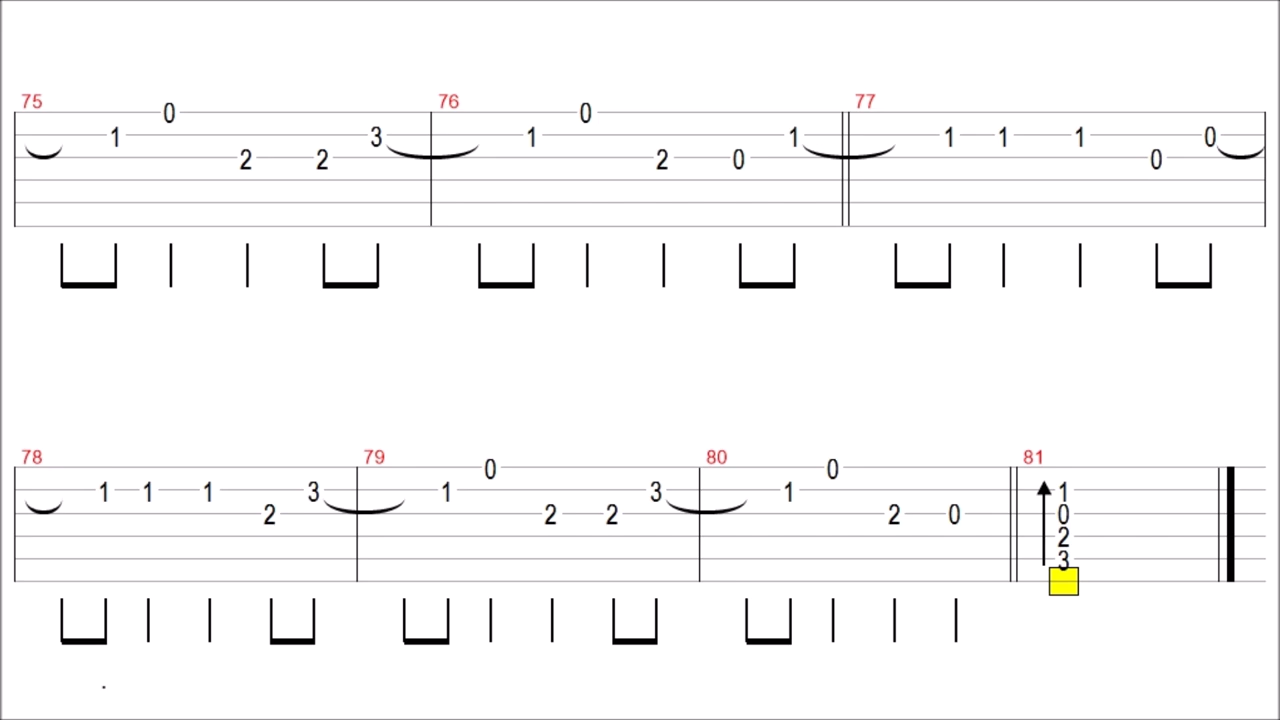 75 76 77
0 0
1 3 1 1 1 1 1 0
2 2 2 0 0
78 79 80 81
0 0
1 1 1 3 1 3 1 1
2 2 2 2 0 0
2
3